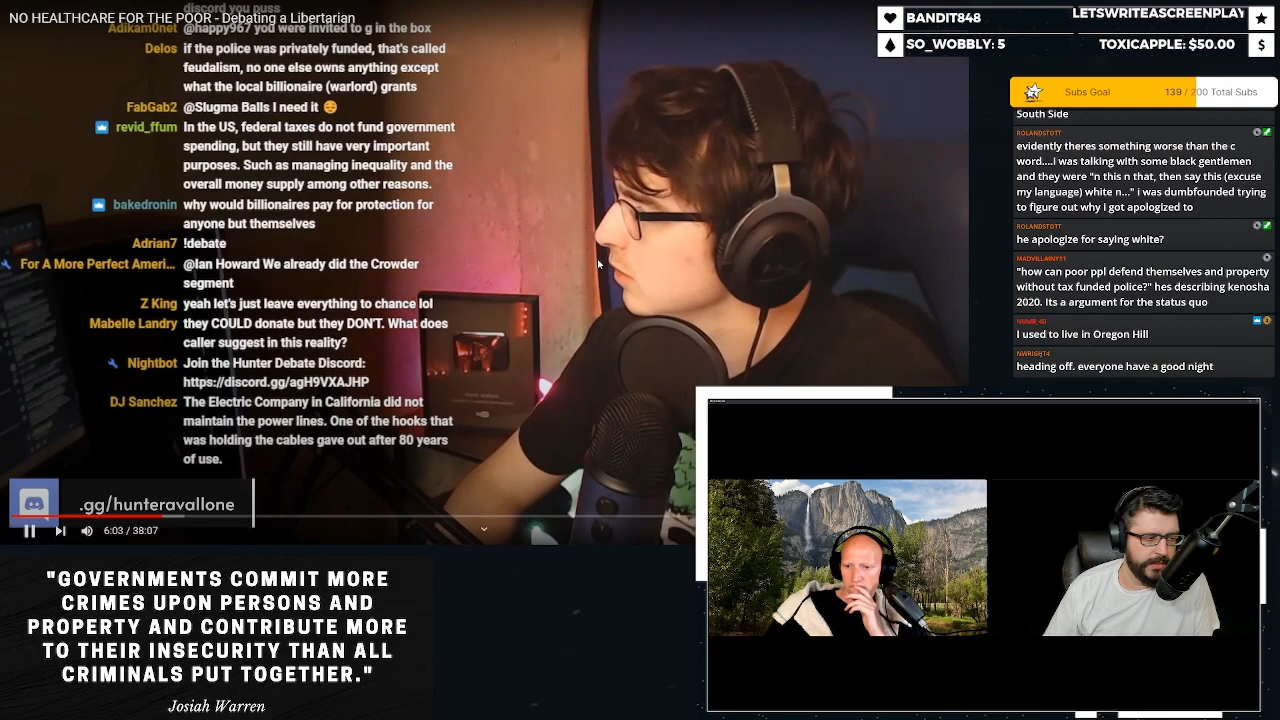 NO HEALTHCARE FOR THE POOR - Debating a Libertarian
discord you puss
Adikam0net @happy967 you were invited to g in the box
Delos if the police was privately funded, that's called
feudalism, no one else owns anything except
what the local billionaire (warlord) grants
FabGab2 @Slugma Balls I need it 😔
revid_ffum In the US, federal taxes do not fund government
spending, but they still have very important
purposes. Such as managing inequality and the
overall money supply among other reasons.
bakedronin why would billionaires pay for protection for
anyone but themselves
Adrian7 !debate
For A More Perfect Ameri... @Ian Howard We already did the Crowder
segment
Z King yeah let's just leave everything to chance lol
Mabelle Landry they COULD donate but they DON'T. What does
caller suggest in this reality?
Nightbot Join the Hunter Debate Discord:
https://discord.gg/agH9VXAJHP
DJ Sanchez The Electric Company in California did not
maintain the power lines. One of the hooks that
was holding the cables gave out after 80 years
of use.
.gg/hunteravallone
6:03 / 38:07
"GOVERNMENTS COMMIT MORE
CRIMES UPON PERSONS AND
PROPERTY AND CONTRIBUTE MORE
TO THEIR INSECURITY THAN ALL
CRIMINALS PUT TOGETHER."
Josiah Warren
BANDIT848
LETSWRITEASCREENPLAY
SO_WOBBLY: 5
TOXICAPPLE: $50.00
$
Subs Goal 139 / 200 Total Subs
South Side
ROLANDSTOTT
evidently theres something worse than the c
word....i was talking with some black gentlemen
and they were "n this n that, then say this (excuse
my language) white n..." i was dumbfounded trying
to figure out why I got apologized to
ROLANDSTOTT
he apologize for saying white?
MADVILLAINY11
"how can poor ppl defend themselves and property
without tax funded police?" hes describing kenosha
2020. Its a argument for the status quo
I used to live in Oregon Hill
NWRIGHT4
heading off. everyone have a good night